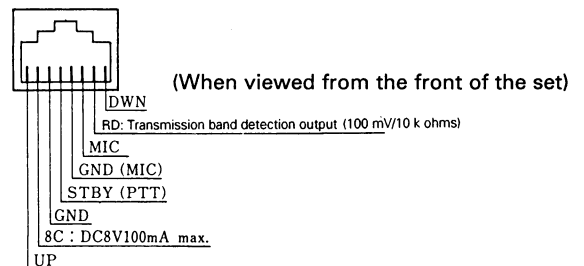 (When viewed from the front of the set)
DWN
RD: Transmission band detection output (100 mV/10 k ohms)
MIC
GND (MIC)
STBY (PTT)
GND
8C : DC8V100mA max.
UP